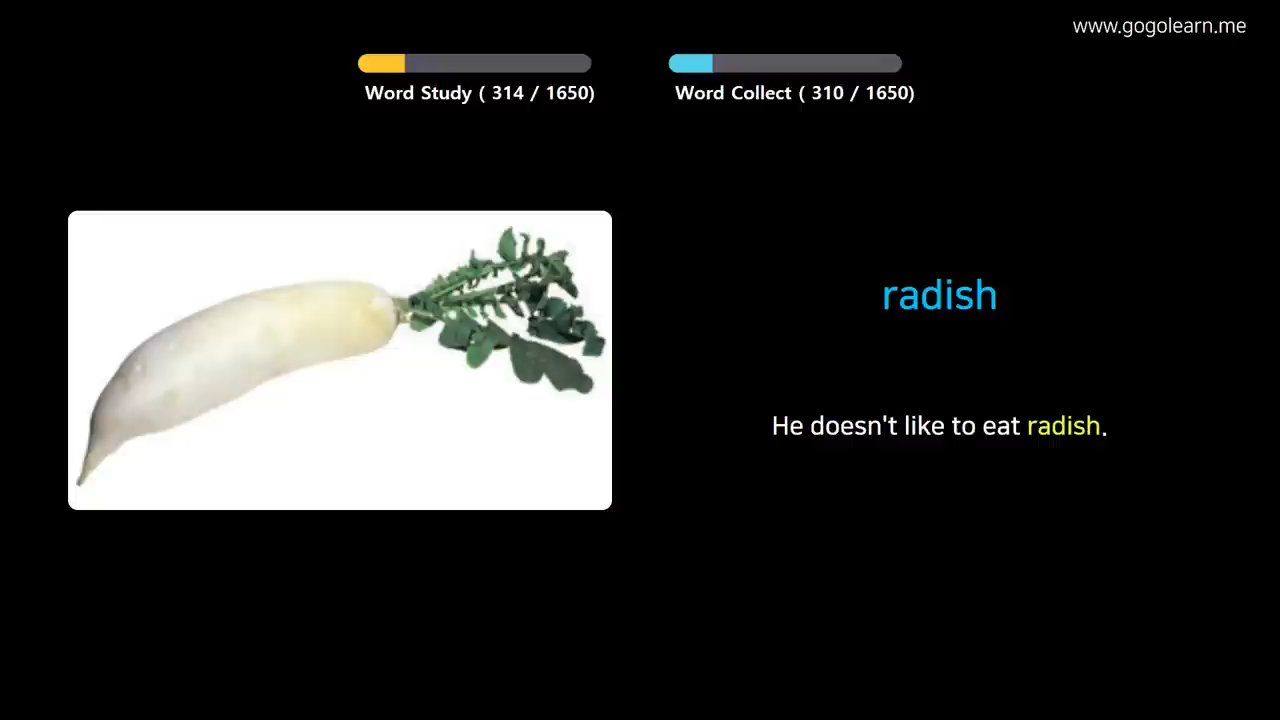 www.gogolearn.me
Word Study ( 314 / 1650)
Word Collect ( 310 / 1650)
radish
He doesn't like to eat radish.